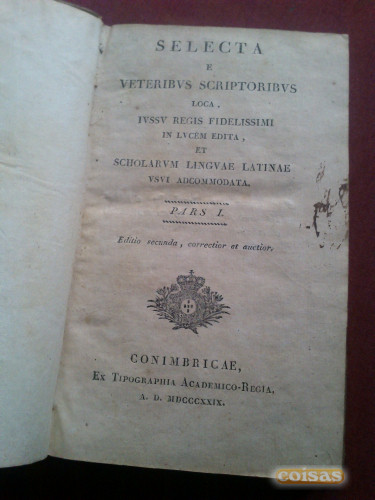 SELECTA
E
VETERIBVS SCRIPTORIBVS
LOCA,
IVSSV REGIS FIDELISSIMI
IN LVCEM EDITA,
ET
SCHOLARVM LINGVAE LATINAE
VSVI ADCOMMODATA.
PARS I.
Editio secunda, correctior et auctior.
CONIMBRICAE,
EX TIPOGRAPHIA ACADEMICO-REGIA,
A. D. MDCCCXXIX.
coisas